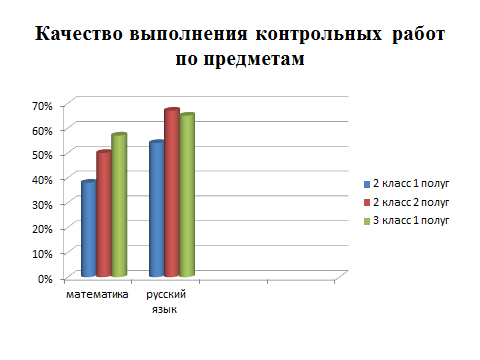 Качество выполнения контрольных работ
по предметам
70%
60%
50%
40%
30%
20%
10%
0%
математика
русский
язык
2 класс 1 полуг
2 класс 2 полуг
3 класс 1 полуг